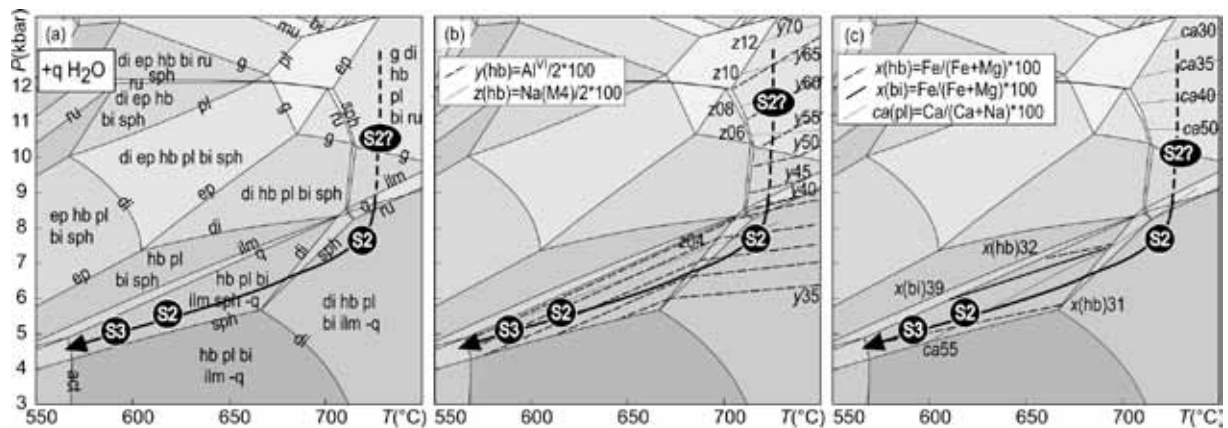 P(kbar)
12
11
10
9
8
7
6
5
4
3
(a)
+q H₂O
mu
bi
di ep hb bi ru
sph
g
pl
ep
g di
hb
pl
bi ru
ru
di ep hb
bi sph
ru
pl
g
sph
ru
S2?
g
g
di ep hb pl bi sph
di
ep
di hb pl bi sph
ilm
q
ru
ep hb pl
bi sph
di
ilm
q
S2
di
sph
ep
hb pl
bi sph
hb pl bi
ilm sph -q
di hb pl
bi ilm -q
S2
S3
sph
di
act
hb pl bi
ilm -q
550
600
650
700
T(°C)
(b)
y(hb)=Alⱽᴵ/2*100
z(hb)=Na(M4)/2*100
y70
z12
y65
z10
y60
S2?
z08
y55
z06
y50
y45
y40
S2
z04
y35
S2
S3
550
600
650
700
T(°C)
(c)
x(hb)=Fe/(Fe+Mg)*100
x(bi)=Fe/(Fe+Mg)*100
ca(pl)=Ca/(Ca+Na)*100
ca30
ca35
ca40
ca50
S2?
S2
x(hb)32
x(bi)39
x(hb)31
S2
S3
ca55
550
600
650
700
T(°C)